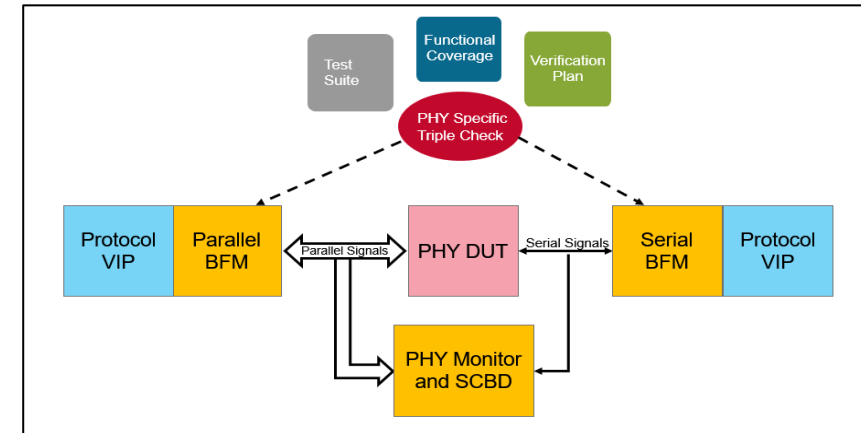 Test
Suite
Functional
Coverage
Verification
Plan
PHY Specific
Triple Check
Protocol
VIP
Parallel
BFM
Parallel Signals
PHY DUT
Serial Signals
Serial
BFM
Protocol
VIP
PHY Monitor
and SCBD